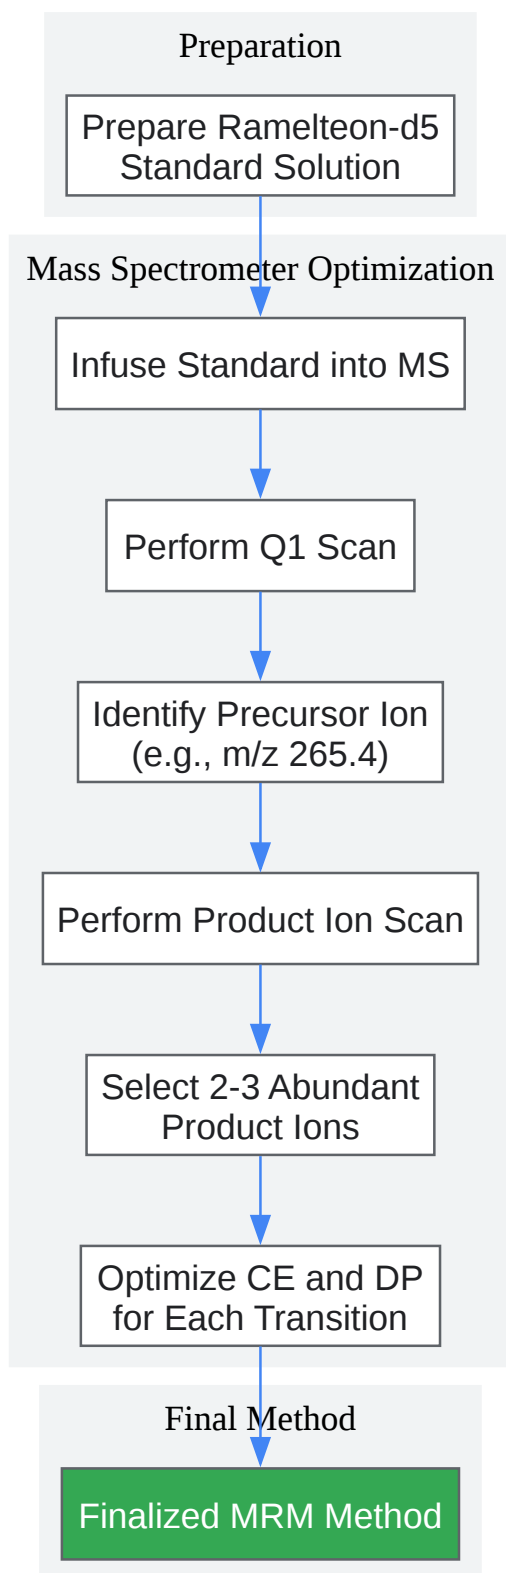 Preparation
Prepare Ramelteon-d5
Standard Solution
Mass Spectrometer Optimization
Infuse Standard into MS
Perform Q1 Scan
Identify Precursor Ion
(e.g., m/z 265.4)
Perform Product Ion Scan
Select 2-3 Abundant
Product Ions
Optimize CE and DP
for Each Transition
Final Method
Finalized MRM Method